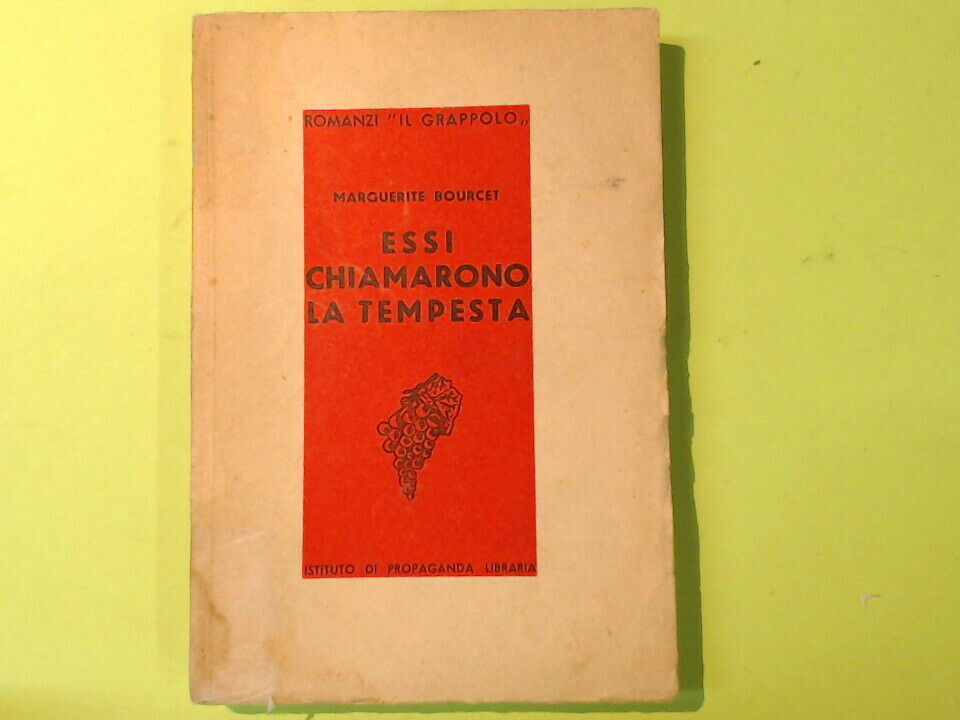 ROMANZI "IL GRAPPOLO„
MARGUERITE BOURCET
ESSI
CHIAMARONO
LA TEMPESTA
ISTITUTO DI PROPAGANDA LIBRARIA